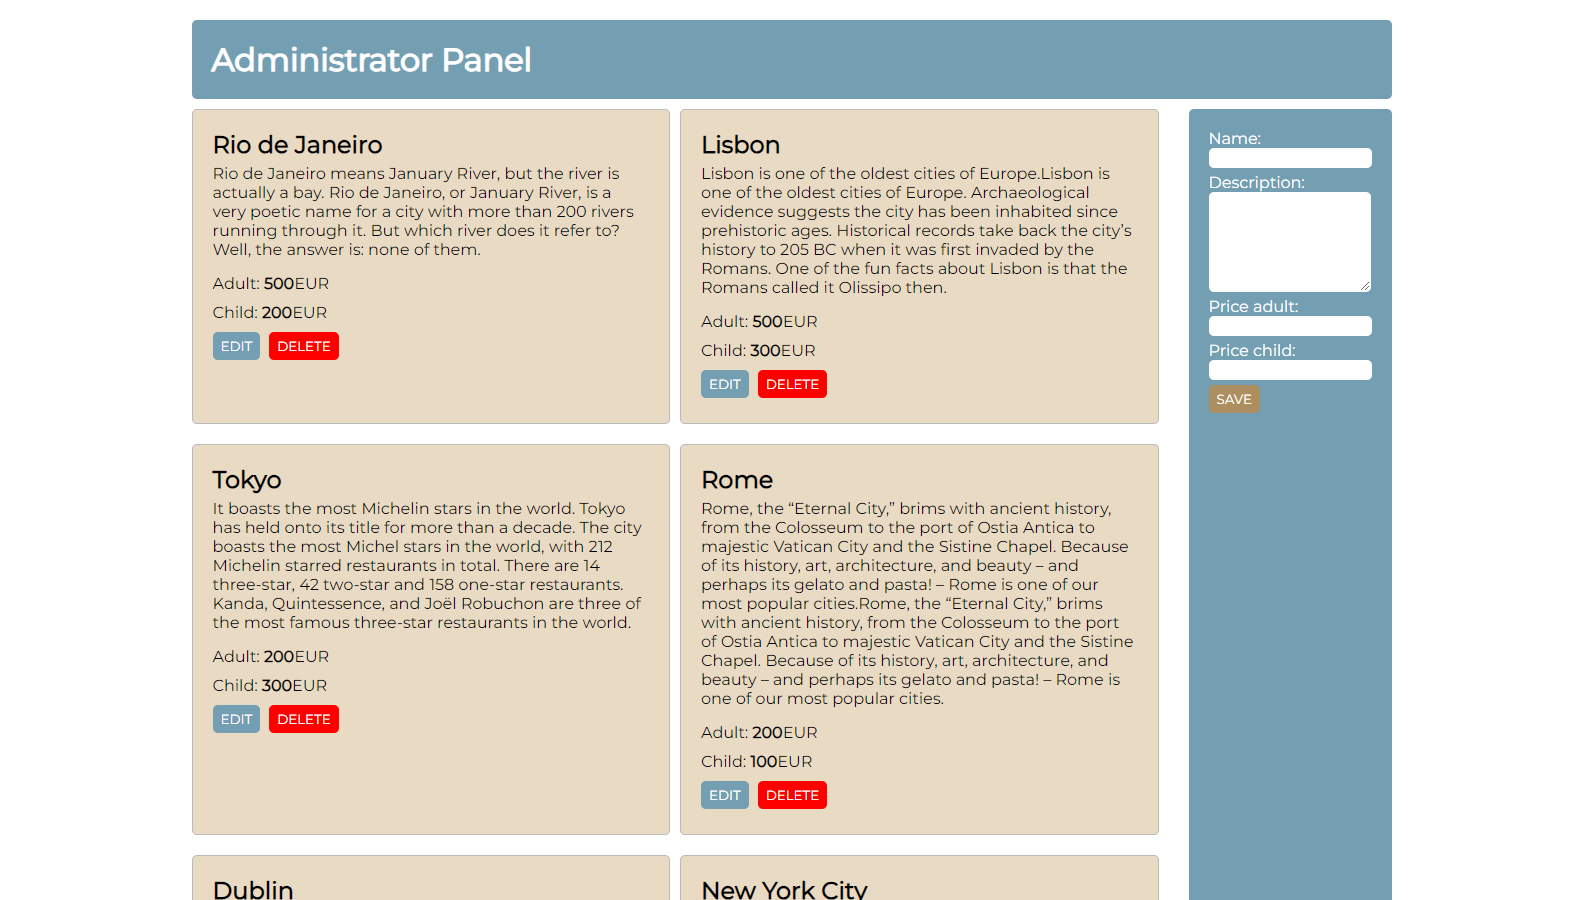 Administrator Panel
Rio de Janeiro
Rio de Janeiro means January River, but the river is
actually a bay. Rio de Janeiro, or January River, is a
very poetic name for a city with more than 200 rivers
running through it. But which river does it refer to?
Well, the answer is: none of them.
Adult: 500EUR
Child: 200EUR
EDIT DELETE
Lisbon
Lisbon is one of the oldest cities of Europe.Lisbon is
one of the oldest cities of Europe. Archaeological
evidence suggests the city has been inhabited since
prehistoric ages. Historical records take back the city’s
history to 205 BC when it was first invaded by the
Romans. One of the fun facts about Lisbon is that the
Romans called it Olissipo then.
Adult: 500EUR
Child: 300EUR
EDIT DELETE
Tokyo
It boasts the most Michelin stars in the world. Tokyo
has held onto its title for more than a decade. The city
boasts the most Michel stars in the world, with 212
Michelin starred restaurants in total. There are 14
three-star, 42 two-star and 158 one-star restaurants.
Kanda, Quintessence, and Joël Robuchon are three of
the most famous three-star restaurants in the world.
Adult: 200EUR
Child: 300EUR
EDIT DELETE
Rome
Rome, the “Eternal City,” brims with ancient history,
from the Colosseum to the port of Ostia Antica to
majestic Vatican City and the Sistine Chapel. Because
of its history, art, architecture, and beauty – and
perhaps its gelato and pasta! – Rome is one of our
most popular cities.Rome, the “Eternal City,” brims
with ancient history, from the Colosseum to the port
of Ostia Antica to majestic Vatican City and the Sistine
Chapel. Because of its history, art, architecture, and
beauty – and perhaps its gelato and pasta! – Rome is
one of our most popular cities.
Adult: 200EUR
Child: 100EUR
EDIT DELETE
Dublin
New York City
Name:
Description:
Price adult:
Price child:
SAVE